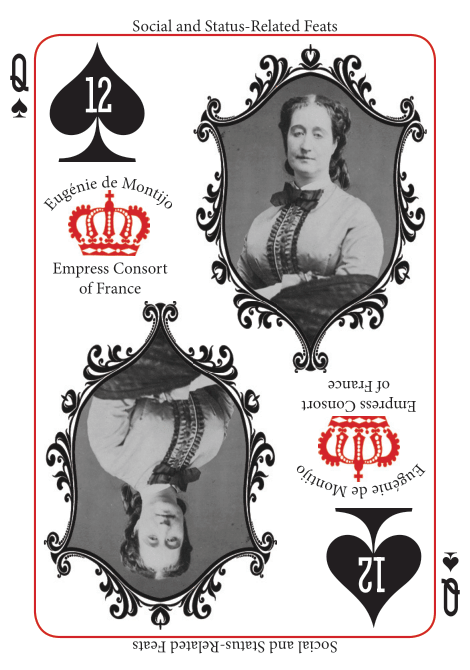 Social and Status-Related Feats
Q
12
Eugénie de Montijo
Empress Consort
of France
of France
Empress Consort
Eugénie de Montijo
12
Q
Social and Status-Related Feats